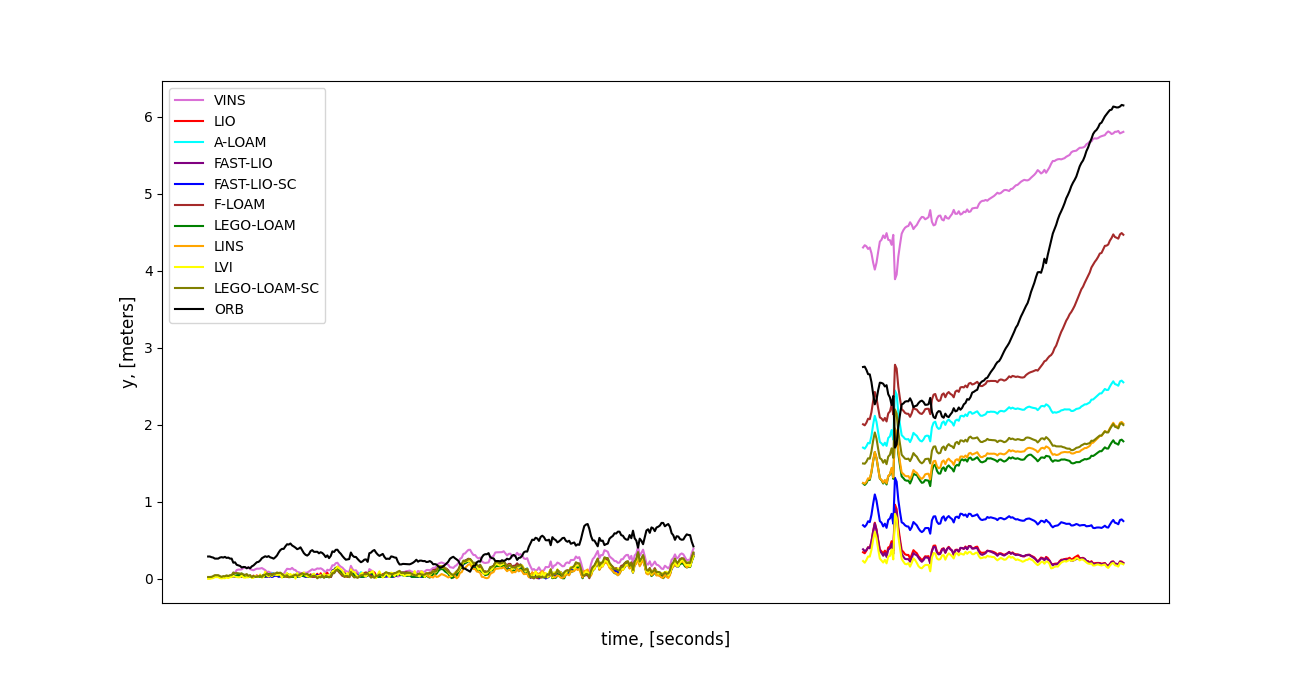 VINS
LIO
A-LOAM
FAST-LIO
FAST-LIO-SC
F-LOAM
LEGO-LOAM
LINS
LVI
LEGO-LOAM-SC
ORB
6
5
4
3
2
1
0
y, [meters]
time, [seconds]